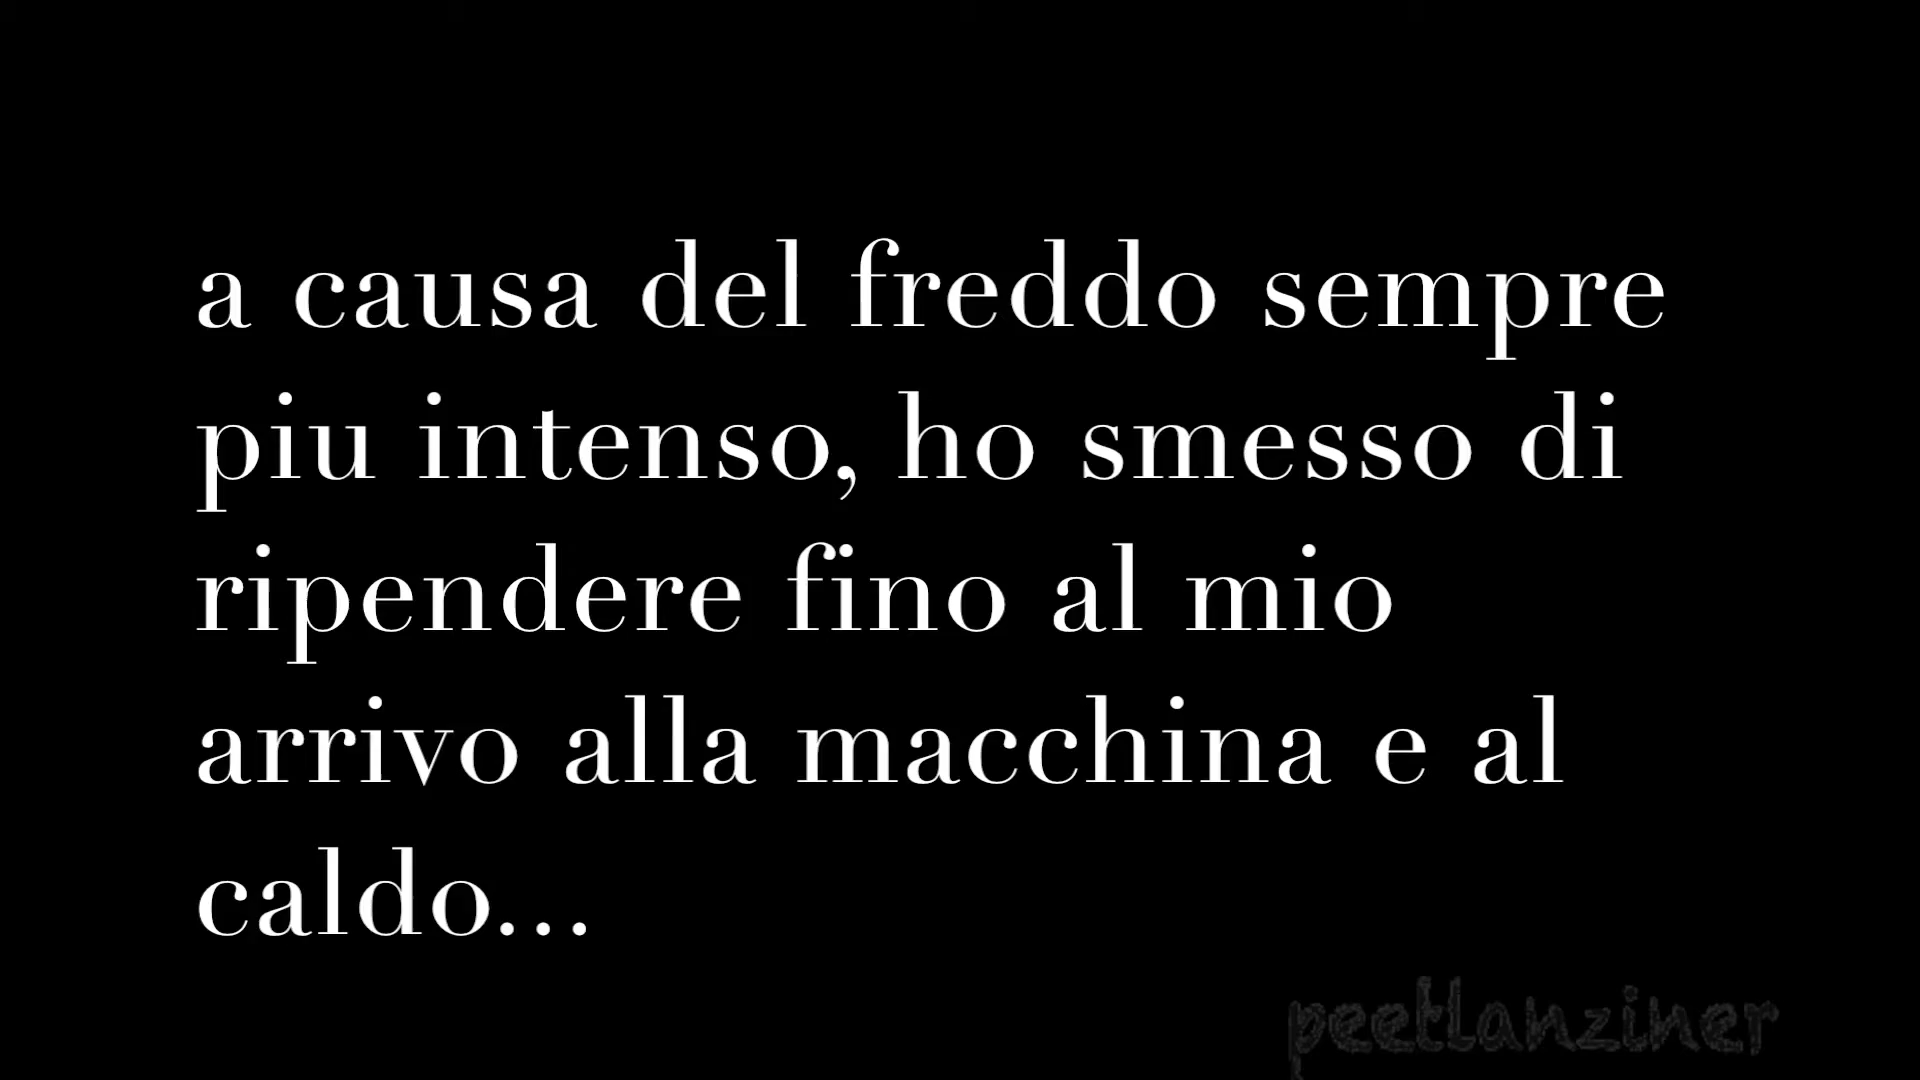 a causa del freddo sempre
piu intenso, ho smesso di
ripendere fino al mio
arrivo alla macchina e al
caldo...
peetlanziner